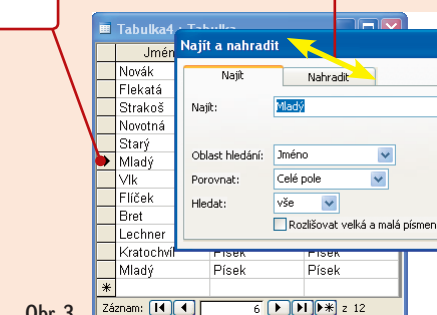 Tabulka4 : Tabulka
Jmén
Novák
Flekatá
Strakoš
Novotná
Starý
Mladý
Vlk
Flíček
Bret
Lechner
Kratochvíl Písek Písek
Mladý Písek Písek
Záznam: 6 z 12
Najít a nahradit
Najít Nahradit
Najít: Mladý
Oblast hledání: Jméno
Porovnat: Celé pole
Hledat: vše
Rozlišovat velká a malá písmen
Obr. 3